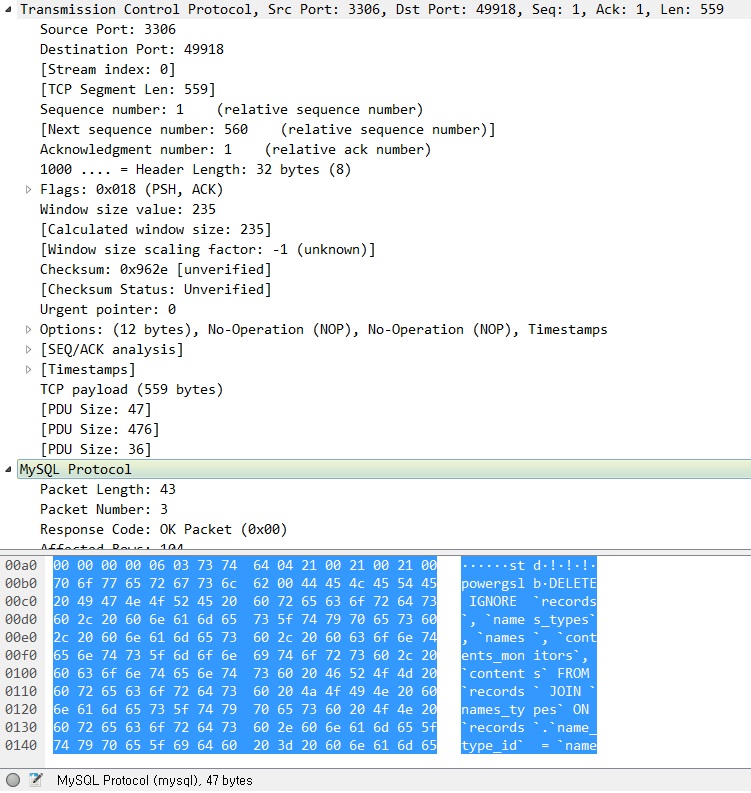 Transmission Control Protocol, Src Port: 3306, Dst Port: 49918, Seq: 1, Ack: 1, Len: 559
Source Port: 3306
Destination Port: 49918
[Stream index: 0]
[TCP Segment Len: 559]
Sequence number: 1    (relative sequence number)
[Next sequence number: 560    (relative sequence number)]
Acknowledgment number: 1    (relative ack number)
1000 .... = Header Length: 32 bytes (8)
Flags: 0x018 (PSH, ACK)
Window size value: 235
[Calculated window size: 235]
[Window size scaling factor: -1 (unknown)]
Checksum: 0x962e [unverified]
[Checksum Status: Unverified]
Urgent pointer: 0
Options: (12 bytes), No-Operation (NOP), No-Operation (NOP), Timestamps
[SEQ/ACK analysis]
[Timestamps]
TCP payload (559 bytes)
[PDU Size: 47]
[PDU Size: 476]
[PDU Size: 36]
MySQL Protocol
Packet Length: 43
Packet Number: 3
Response Code: OK Packet (0x00)
Affected Rows: 104
00a0  00 00 00 00 06 03 73 74  64 04 21 00 21 00 21 00  ······st d·!·!·!·
00b0  70 6f 77 65 72 67 73 6c  62 00 44 45 4c 45 54 45  powergsl b·DELETE
00c0  20 49 47 4e 4f 52 45 20  60 72 65 63 6f 72 64 73   IGNORE  `records
00d0  60 2c 20 60 6e 61 6d 65  73 5f 74 79 70 65 73 60  `, `name s_types`
00e0  2c 20 60 6e 61 6d 65 73  60 2c 20 60 63 6f 6e 74  , `names `, `cont
00f0  65 6e 74 73 5f 6d 6f 6e  69 74 6f 72 73 60 2c 20  ents_mon itors`, 
0100  60 63 6f 6e 74 65 6e 74  73 60 20 46 52 4f 4d 20  `content s` FROM 
0110  60 72 65 63 6f 72 64 73  60 20 4a 4f 49 4e 20 60  `records ` JOIN `
0120  6e 61 6d 65 73 5f 74 79  70 65 73 60 20 4f 4e 20  names_ty pes` ON 
0130  60 72 65 63 6f 72 64 73  60 2e 60 6e 61 6d 65 5f  `records `.`name_
0140  74 79 70 65 5f 69 64 60  20 3d 20 60 6e 61 6d 65  type_id`  = `name
MySQL Protocol (mysql), 47 bytes